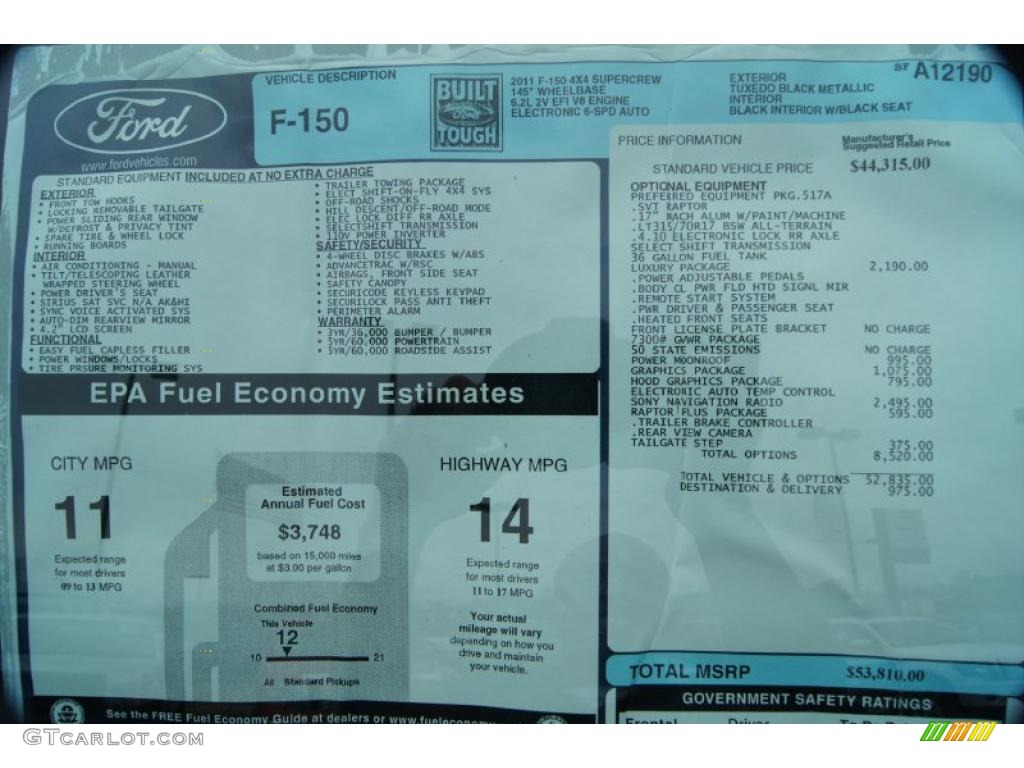 Ford
www.fordvehicles.com
VEHICLE DESCRIPTION
F-150
BUILT
Ford
TOUGH
2011 F-150 4X4 SUPERCREW
145" WHEELBASE
6.2L 2V EFI V8 ENGINE
ELECTRONIC 6-SPD AUTO
EXTERIOR
TUXEDO BLACK METALLIC
INTERIOR
BLACK INTERIOR W/BLACK SEAT
BF A12190
STANDARD EQUIPMENT INCLUDED AT NO EXTRA CHARGE
EXTERIOR
• FRONT TOW HOOKS
• LOCKING REMOVABLE TAILGATE
• POWER SLIDING REAR WINDOW
W/DEFROST & PRIVACY TINT
• SPARE TIRE & WHEEL LOCK
• RUNNING BOARDS
INTERIOR
• AIR CONDITIONING - MANUAL
• TILT/TELESCOPING LEATHER
WRAPPED STEERING WHEEL
• POWER DRIVER'S SEAT
• SIRIUS SAT SVC N/A AK&HI
• SYNC VOICE ACTIVATED SYS
• AUTO-DIM REARVIEW MIRROR
• 4.2" LCD SCREEN
FUNCTIONAL
• EASY FUEL CAPLESS FILLER
• POWER WINDOWS/LOCKS
• TIRE PRSURE MONITORING SYS
• TRAILER TOWING PACKAGE
• ELECT SHIFT-ON-FLY 4X4 SYS
• OFF-ROAD SHOCKS
• HILL DESCENT/OFF-ROAD MODE
• ELEC LOCK DIFF RR AXLE
• SELECTSHIFT TRANSMISSION
• 110V POWER INVERTER
SAFETY/SECURITY
• 4-WHEEL DISC BRAKES W/ABS
• ADVANCETRAC W/RSC
• AIRBAGS, FRONT SIDE SEAT
• SAFETY CANOPY
• SECURICODE KEYLESS KEYPAD
• SECURILOCK PASS ANTI THEFT
• PERIMETER ALARM
WARRANTY
• 3YR/36,000 BUMPER / BUMPER
• 5YR/60,000 POWERTRAIN
• 5YR/60,000 ROADSIDE ASSIST
PRICE INFORMATION
Manufacturer's
Suggested Retail Price
STANDARD VEHICLE PRICE $44,315.00
OPTIONAL EQUIPMENT
PREFERRED EQUIPMENT PKG.517A
.SVT RAPTOR
.17" MACH ALUM W/PAINT/MACHINE
.LT315/70R17 BSW ALL-TERRAIN
.4.10 ELECTRONIC LOCK RR AXLE
SELECT SHIFT TRANSMISSION
36 GALLON FUEL TANK
LUXURY PACKAGE 2,190.00
.POWER ADJUSTABLE PEDALS
.BODY CL PWR FLD HTD SIGNL MIR
.REMOTE START SYSTEM
.PWR DRIVER & PASSENGER SEAT
.HEATED FRONT SEATS
FRONT LICENSE PLATE BRACKET NO CHARGE
7300# GVWR PACKAGE
50 STATE EMISSIONS NO CHARGE
POWER MOONROOF 995.00
GRAPHICS PACKAGE 1,075.00
HOOD GRAPHICS PACKAGE 795.00
ELECTRONIC AUTO TEMP CONTROL
SONY NAVIGATION RADIO 2,495.00
RAPTOR PLUS PACKAGE 595.00
.TRAILER BRAKE CONTROLLER
.REAR VIEW CAMERA
TAILGATE STEP 375.00
TOTAL OPTIONS 8,520.00
TOTAL VEHICLE & OPTIONS 52,835.00
DESTINATION & DELIVERY 975.00
TOTAL MSRP $53,810.00
GOVERNMENT SAFETY RATINGS
Frontal Driver
EPA Fuel Economy Estimates
CITY MPG
11
Expected range
for most drivers
09 to 13 MPG
Estimated
Annual Fuel Cost
$3,748
based on 15,000 miles
at $3.00 per gallon
Combined Fuel Economy
This Vehicle
12
10 21
All Standard Pickups
HIGHWAY MPG
14
Expected range
for most drivers
11 to 17 MPG
Your actual
mileage will vary
depending on how you
drive and maintain
your vehicle.
See the FREE Fuel Economy Guide at dealers or www.fuelecono
GTcarlot.com